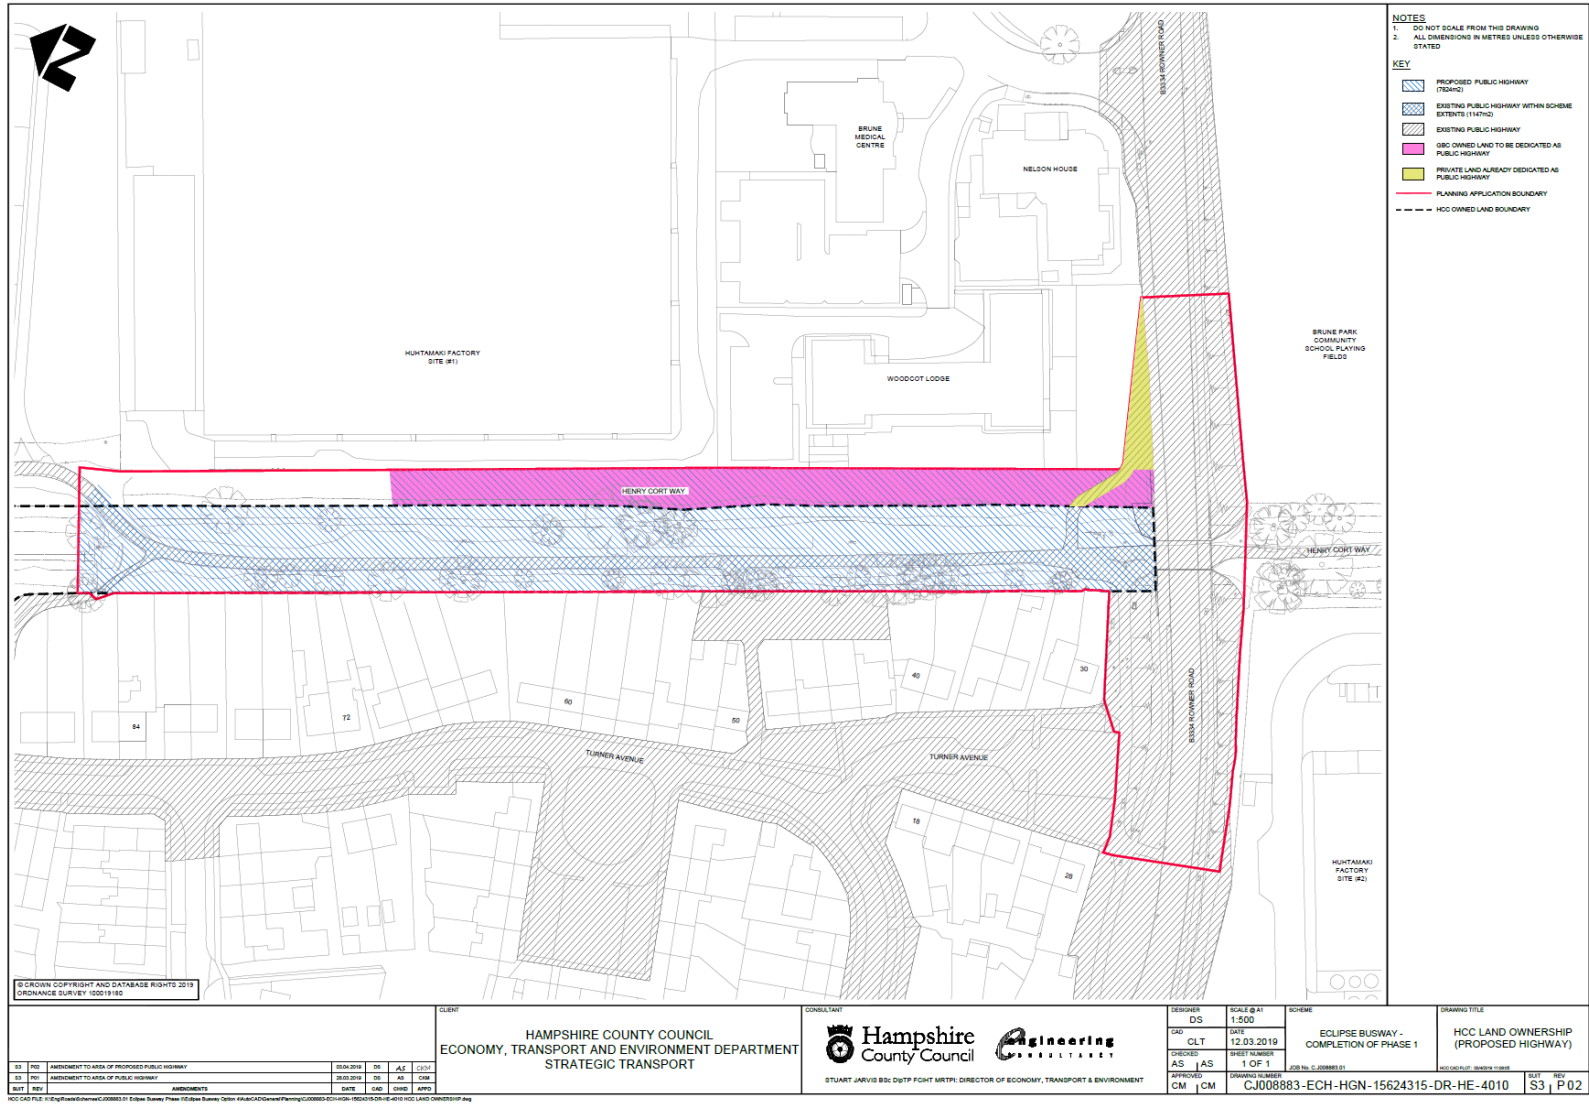 NOTES
1. DO NOT SCALE FROM THIS DRAWING
2. ALL DIMENSIONS IN METRES UNLESS OTHERWISE
STATED
KEY
PROPOSED PUBLIC HIGHWAY
(7824m2)
EXISTING PUBLIC HIGHWAY WITHIN SCHEME
EXTENTS (1147m2)
EXISTING PUBLIC HIGHWAY
GBC OWNED LAND TO BE DEDICATED AS
PUBLIC HIGHWAY
PRIVATE LAND ALREADY DEDICATED AS
PUBLIC HIGHWAY
PLANNING APPLICATION BOUNDARY
HCC OWNED LAND BOUNDARY
B3334 ROWNER ROAD
BRUNE
MEDICAL
CENTRE
NELSON HOUSE
HUHTAMAKI FACTORY
SITE (#1)
WOODCOT LODGE
BRUNE PARK
COMMUNITY
SCHOOL PLAYING
FIELDS
HENRY CORT WAY
HENRY CORT WAY
84
72
60
50
40
30
B3334 ROWNER ROAD
TURNER AVENUE
TURNER AVENUE
18
28
HUHTAMAKI
FACTORY
SITE (#2)
© CROWN COPYRIGHT AND DATABASE RIGHTS 2019
ORDNANCE SURVEY 100019180
S3 P02 AMENDMENT TO AREA OF PROPOSED PUBLIC HIGHWAY 03.04.2019 DS AS CKM
S3 P01 AMENDMENT TO AREA OF PUBLIC HIGHWAY 28.03.2019 DS AS CKM
SUIT REV AMENDMENTS DATE CAD CHKD APPD
CLIENT
HAMPSHIRE COUNTY COUNCIL
ECONOMY, TRANSPORT AND ENVIRONMENT DEPARTMENT
STRATEGIC TRANSPORT
CONSULTANT
Hampshire
County Council
engineering
CONSULTANCY
STUART JARVIS BSc DipTP FCIHT MRTPI: DIRECTOR OF ECONOMY, TRANSPORT & ENVIRONMENT
DESIGNER
DS
SCALE @ A1
1:500
CAD
CLT
DATE
12.03.2019
CHECKED
AS AS
SHEET NUMBER
1 OF 1
APPROVED
CM CM
DRAWING NUMBER
CJ008883-ECH-HGN-15624315-DR-HE-4010
SCHEME
ECLIPSE BUSWAY -
COMPLETION OF PHASE 1
JOB No. CJ008883.01
DRAWING TITLE
HCC LAND OWNERSHIP
(PROPOSED HIGHWAY)
SUIT
S3
REV
P 02